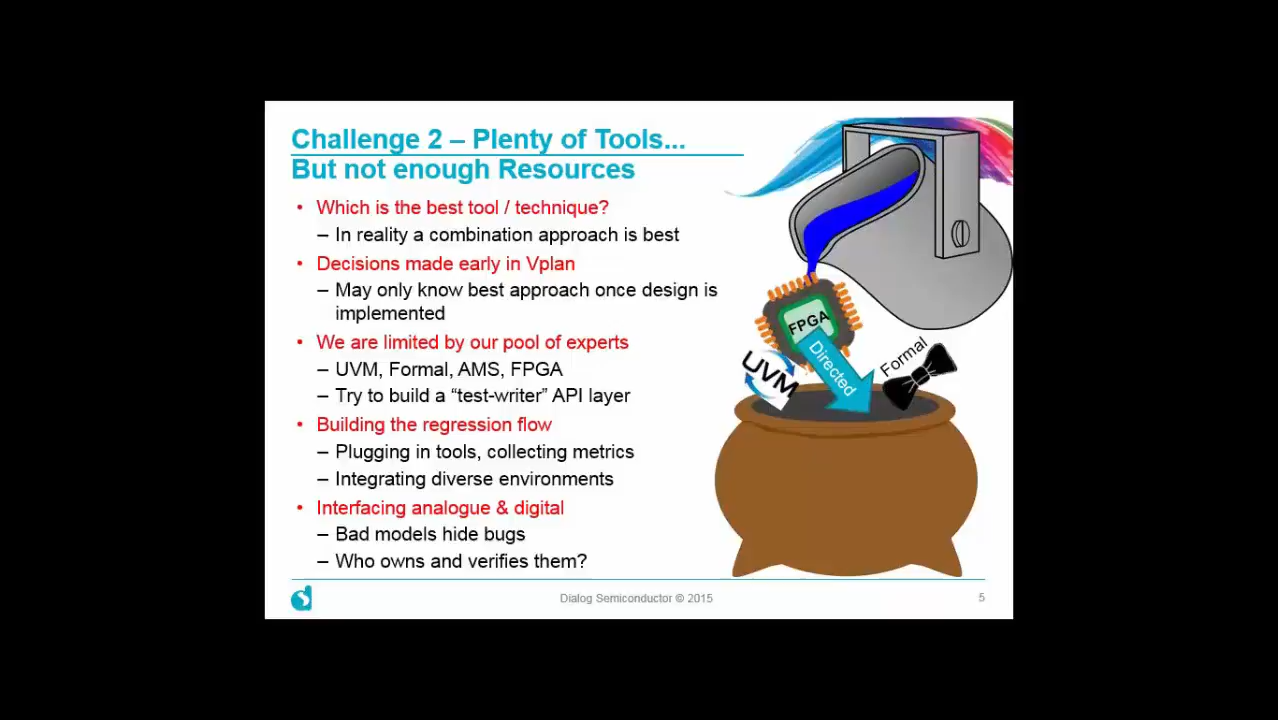 Challenge 2 – Plenty of Tools...
But not enough Resources
• Which is the best tool / technique?
– In reality a combination approach is best
• Decisions made early in Vplan
– May only know best approach once design is
implemented
• We are limited by our pool of experts
– UVM, Formal, AMS, FPGA
– Try to build a “test-writer” API layer
• Building the regression flow
– Plugging in tools, collecting metrics
– Integrating diverse environments
• Interfacing analogue & digital
– Bad models hide bugs
– Who owns and verifies them?
FPGA
UVM
Directed
Formal
Dialog Semiconductor © 2015
5